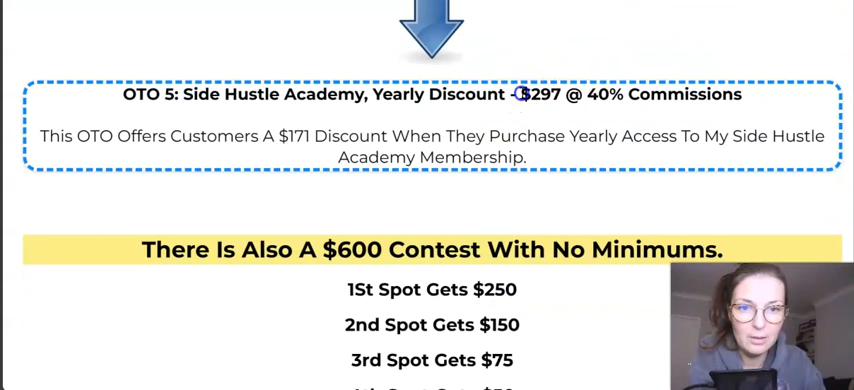 OTO 5: Side Hustle Academy, Yearly Discount - $297 @ 40% Commissions
This OTO Offers Customers A $171 Discount When They Purchase Yearly Access To My Side Hustle
Academy Membership.
There Is Also A $600 Contest With No Minimums.
1St Spot Gets $250
2nd Spot Gets $150
3rd Spot Gets $75